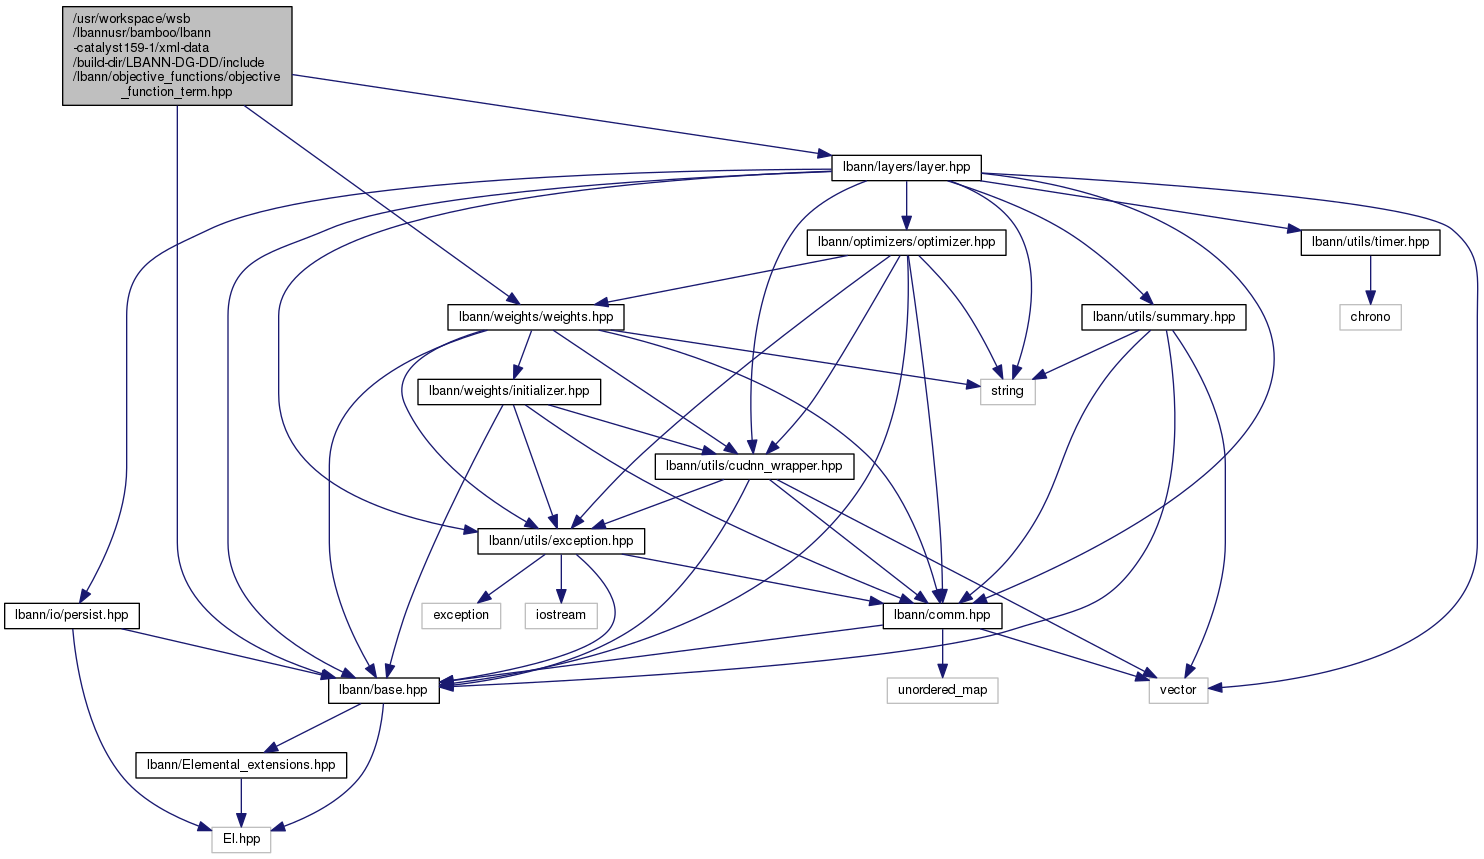 /usr/workspace/wsb
/lbannusr/bamboo/lbann
-catalyst159-1/xml-data
/build-dir/LBANN-DG-DD/include
/lbann/objective_functions/objective
_function_term.hpp
lbann/layers/layer.hpp
lbann/optimizers/optimizer.hpp
lbann/utils/timer.hpp
lbann/weights/weights.hpp
lbann/utils/summary.hpp
chrono
lbann/weights/initializer.hpp
string
lbann/utils/cudnn_wrapper.hpp
lbann/utils/exception.hpp
lbann/io/persist.hpp
exception
iostream
lbann/comm.hpp
lbann/base.hpp
unordered_map
vector
lbann/Elemental_extensions.hpp
El.hpp